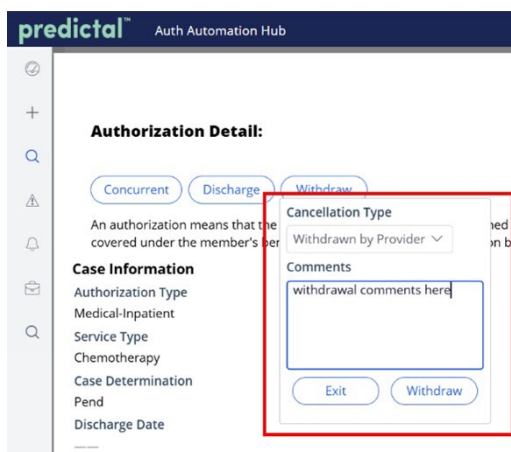 predictal™ Auth Automation Hub
Authorization Detail:
Concurrent Discharge Withdraw
Cancellation Type
An authorization means that the
covered under the member's
Withdrawn by Provider
Case Information
Comments
Authorization Type
withdrawal comments here
Medical-Inpatient
Service Type
Chemotherapy
Case Determination
Exit Withdraw
Pend
Discharge Date
——